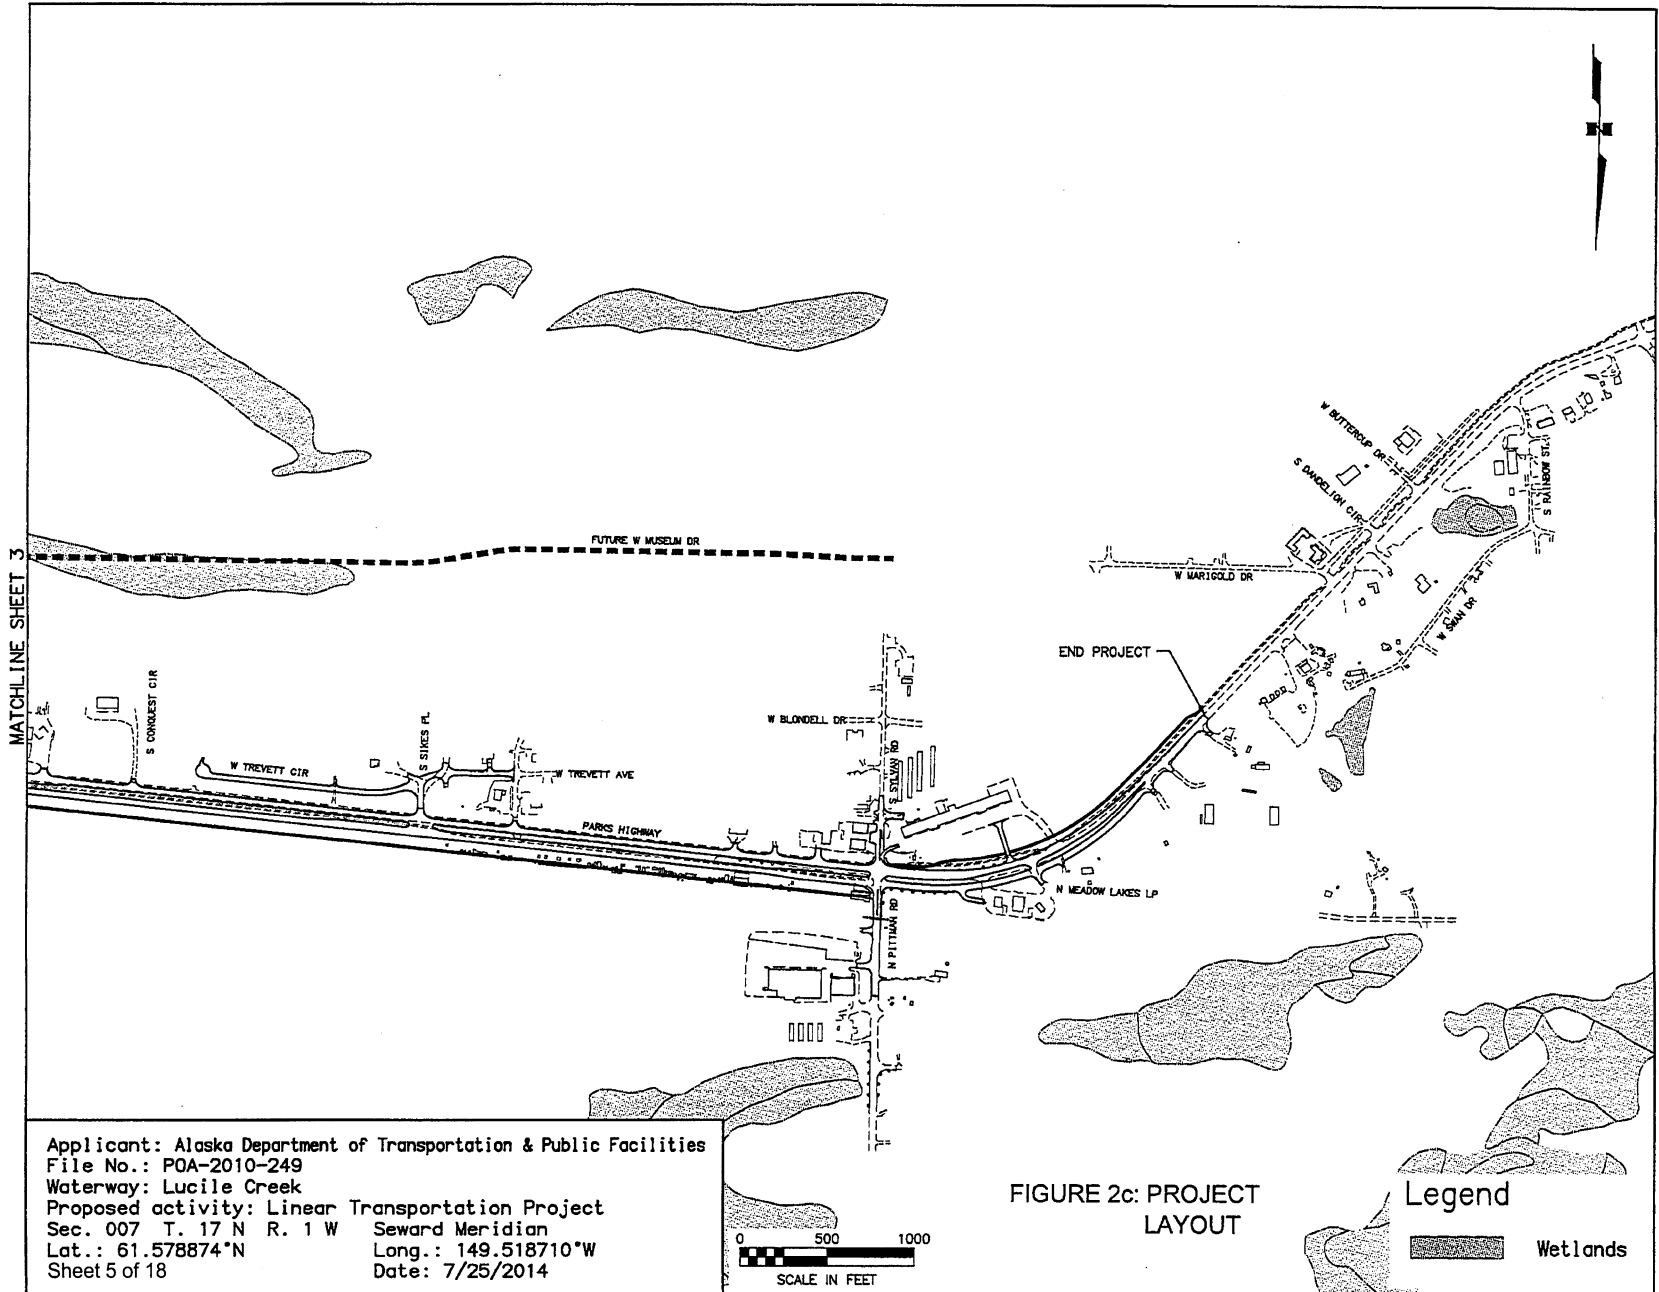 N
W BUTTERCUP DR
S DANDELION CIR
S RAINBOW ST.
MATCHLINE SHEET 3
FUTURE W MUSEUM DR
W MARIGOLD DR
W SWAN DR
END PROJECT
S CONQUEST CIR
S SIKES PL
W BLONDELL DR
S SYLVAN RD
W TREVETT CIR
W TREVETT AVE
PARKS HIGHWAY
N MEADOW LAKES LP
N PITTMAN RD
Applicant: Alaska Department of Transportation & Public Facilities
File No.: POA-2010-249
Waterway: Lucile Creek
Proposed activity: Linear Transportation Project
Sec. 007 T. 17 N R. 1 W Seward Meridian
Lat.: 61.578874°N Long.: 149.518710°W
Sheet 5 of 18 Date: 7/25/2014
0 500 1000
SCALE IN FEET
FIGURE 2c: PROJECT
LAYOUT
Legend
Wetlands